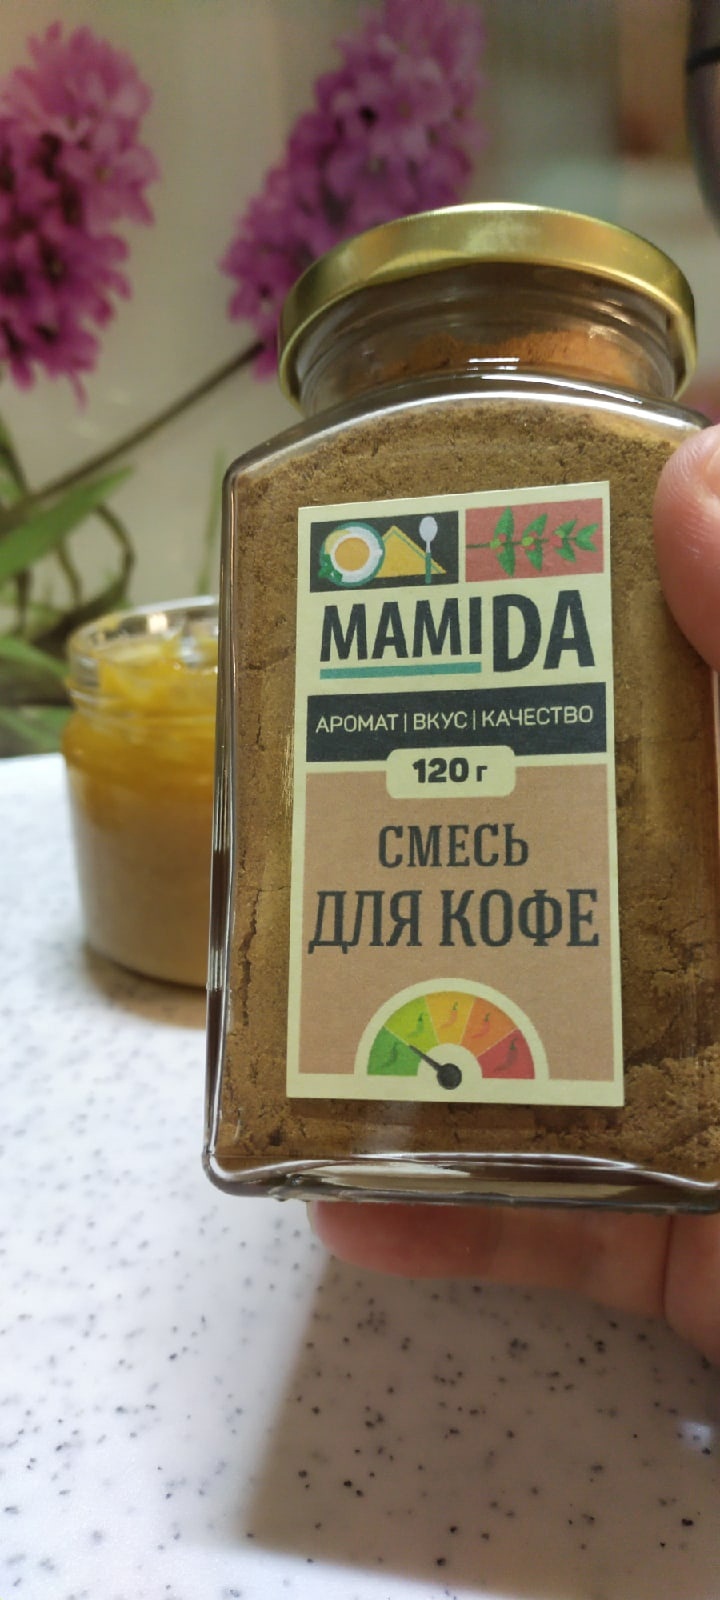 MAMIDA
АРОМАТ | ВКУС | КАЧЕСТВО
120 г
СМЕСЬ
ДЛЯ КОФЕ